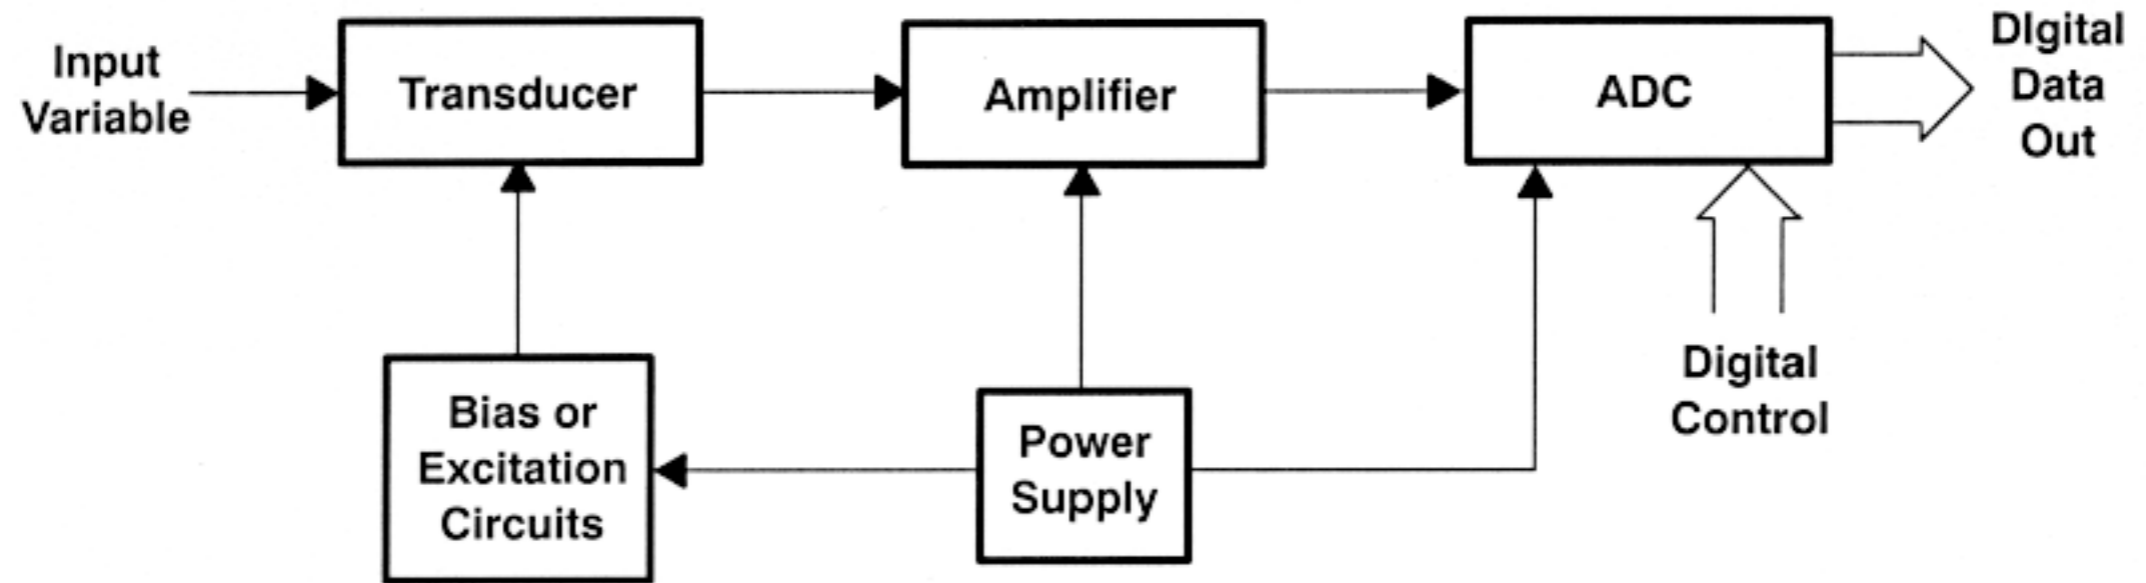 Input
Variable
Transducer
Amplifier
ADC
DIgital
Data
Out
Bias or
Excitation
Circuits
Power
Supply
Digital
Control